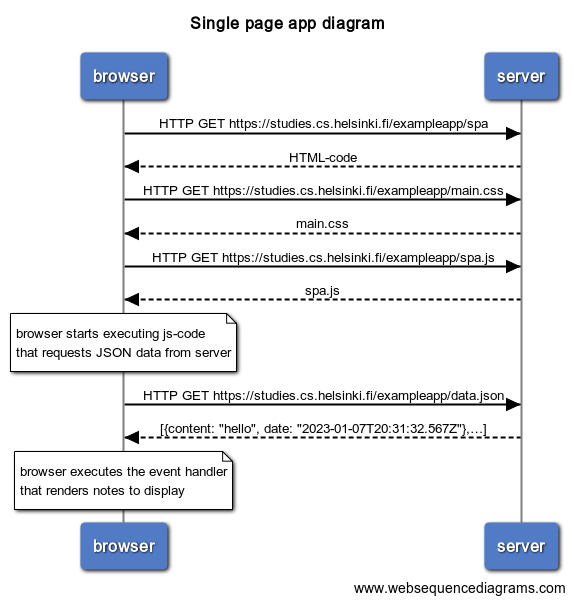 Single page app diagram
browser
server
HTTP GET https://studies.cs.helsinki.fi/exampleapp/spa
HTML-code
HTTP GET https://studies.cs.helsinki.fi/exampleapp/main.css
main.css
HTTP GET https://studies.cs.helsinki.fi/exampleapp/spa.js
spa.js
browser starts executing js-code
that requests JSON data from server
HTTP GET https://studies.cs.helsinki.fi/exampleapp/data.json
[{content: "hello", date: "2023-01-07T20:31:32.567Z"},…]
browser executes the event handler
that renders notes to display
browser
server
www.websequencediagrams.com